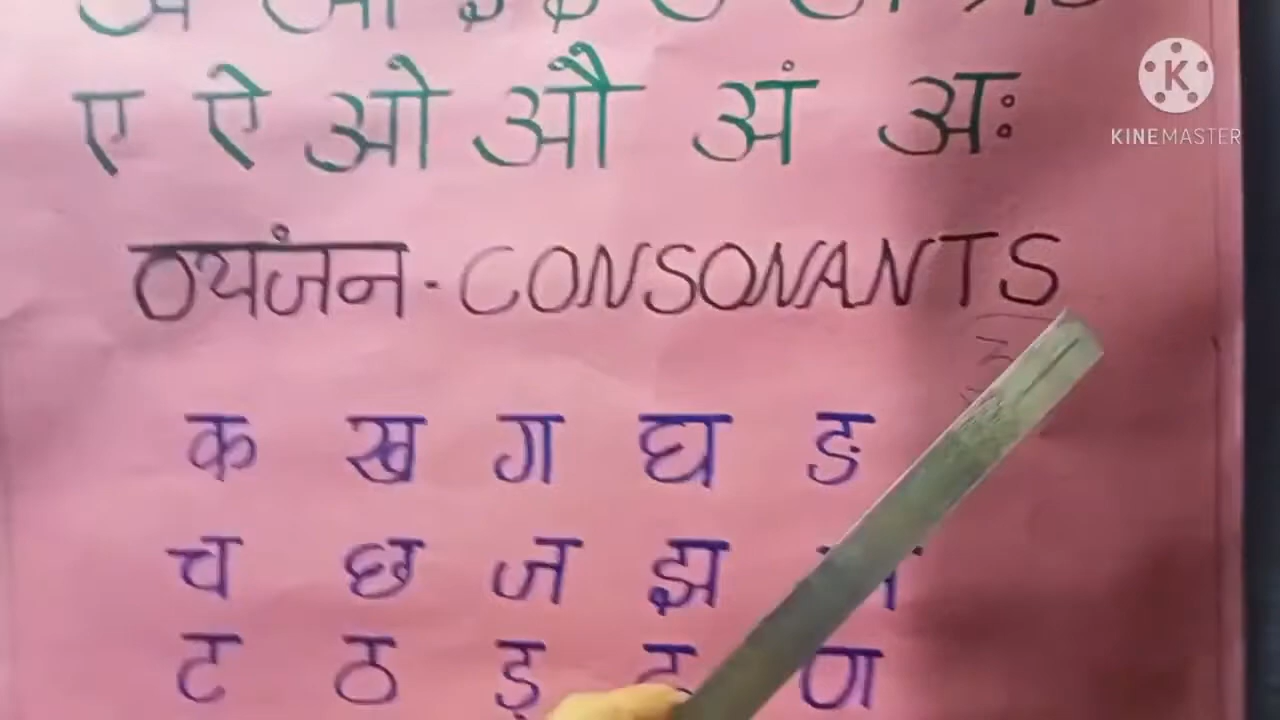 ए ऐ ओ औ अं अः
व्यंजन - CONSONANTS
क ख ग घ ङ
च छ ज झ
ट ठ ड़ ण
KINEMASTER